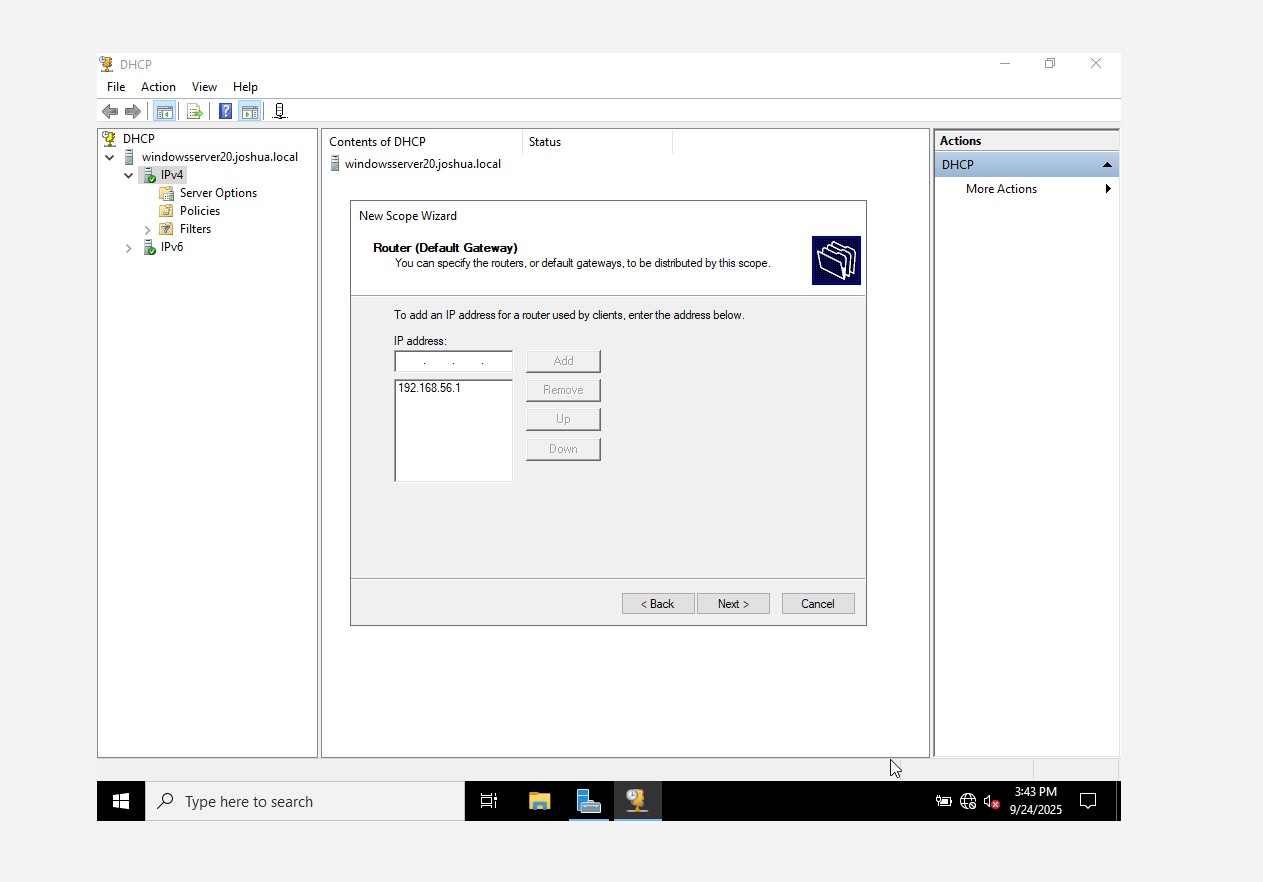 DHCP
File Action View Help
DHCP
windowsserver20.joshua.local
IPv4
Server Options
Policies
Filters
IPv6
Contents of DHCP Status
windowsserver20.joshua.local
New Scope Wizard
Router (Default Gateway)
You can specify the routers, or default gateways, to be distributed by this scope.
To add an IP address for a router used by clients, enter the address below.
IP address:
. . . Add
192.168.56.1 Remove
Up
Down
< Back Next > Cancel
Actions
DHCP
More Actions
Type here to search
3:43 PM
9/24/2025